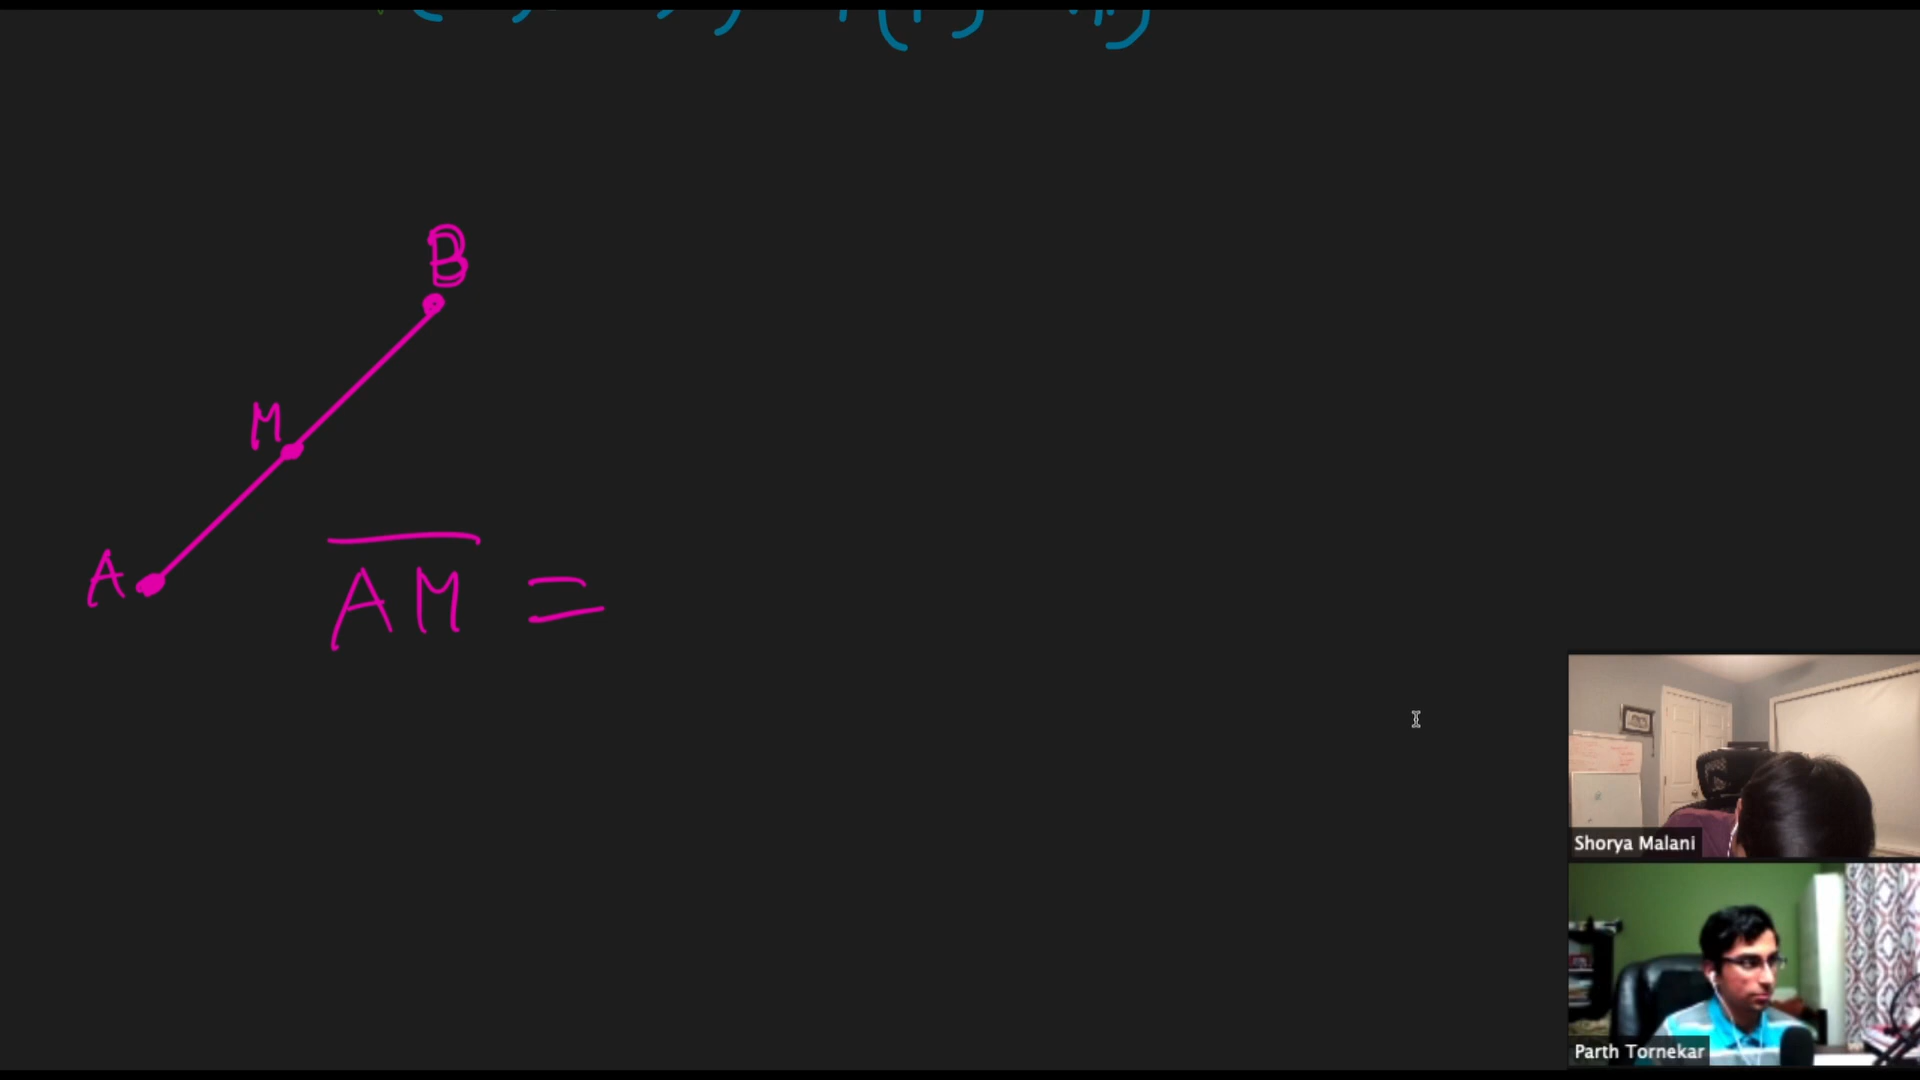 B
M
A
AM =
Shorya Malani
Parth Tornekar